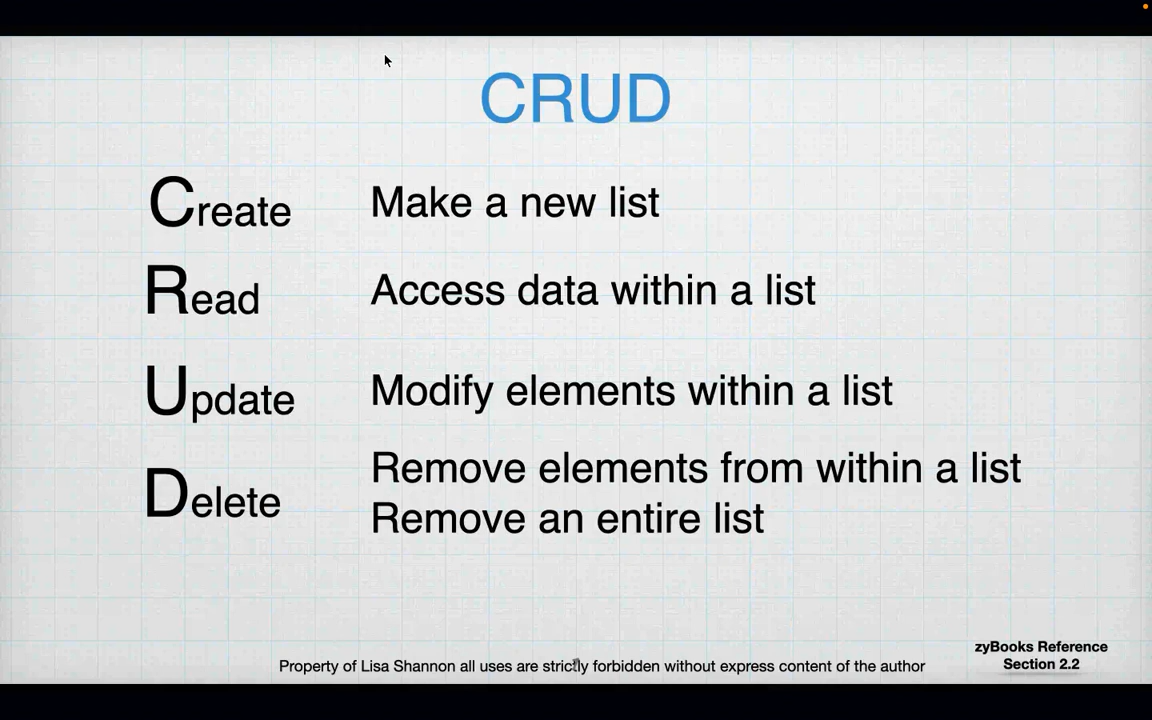 CRUD
Create Make a new list
Read Access data within a list
Update Modify elements within a list
Delete Remove elements from within a list
Remove an entire list
zyBooks Reference
Section 2.2
Property of Lisa Shannon all uses are strictly forbidden without express content of the author